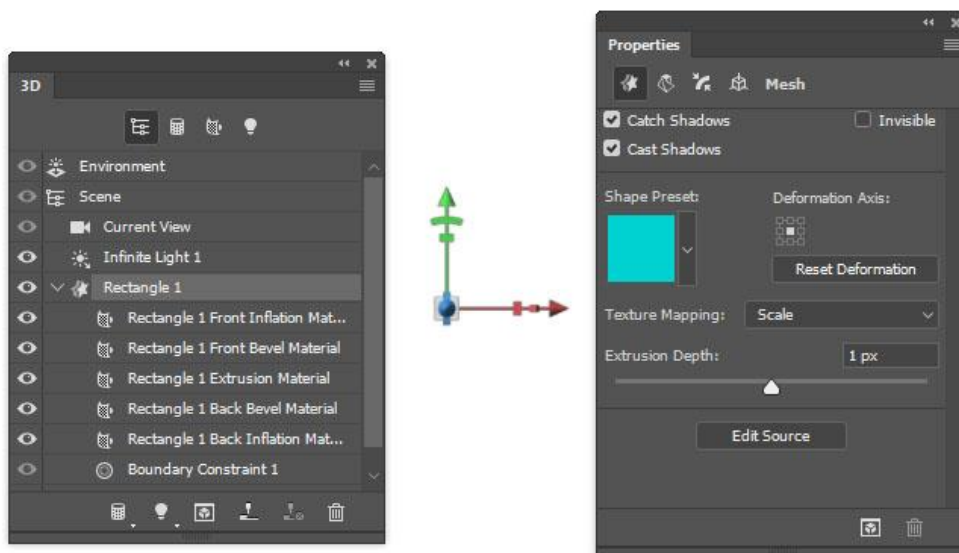 3D
Environment
Scene
Current View
Infinite Light 1
Rectangle 1
Rectangle 1 Front Inflation Mat...
Rectangle 1 Front Bevel Material
Rectangle 1 Extrusion Material
Rectangle 1 Back Bevel Material
Rectangle 1 Back Inflation Mat...
Boundary Constraint 1
Properties
Mesh
Catch Shadows
Invisible
Cast Shadows
Shape Preset:
Deformation Axis:
Reset Deformation
Texture Mapping: Scale
Extrusion Depth: 1 px
Edit Source